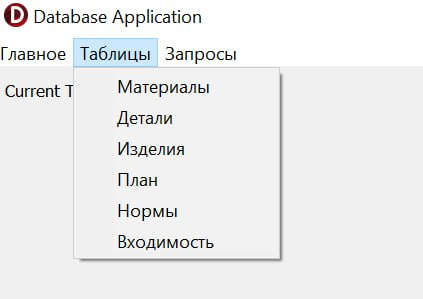 Database Application
Главное Таблицы Запросы
Current T
Материалы
Детали
Изделия
План
Нормы
Входимость